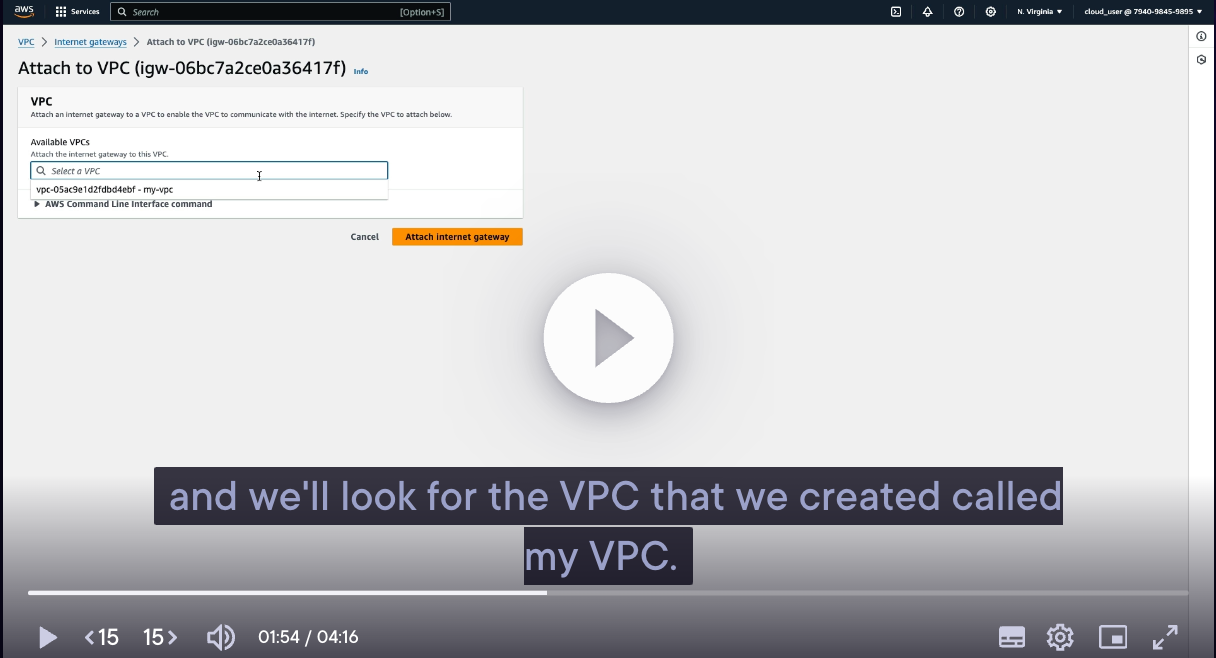 aws
Services
Search
[Option+S]
N. Virginia
cloud_user @ 7940-9845-9895
VPC > Internet gateways > Attach to VPC (igw-06bc7a2ce0a36417f)
Attach to VPC (igw-06bc7a2ce0a36417f) Info
VPC
Attach an internet gateway to a VPC to enable the VPC to communicate with the internet. Specify the VPC to attach below.
Available VPCs
Attach the internet gateway to this VPC.
Select a VPC
vpc-05ac9e1d2fdbd4ebf - my-vpc
AWS Command Line Interface command
Cancel
Attach internet gateway
and we'll look for the VPC that we created called
my VPC.
<15
15>
01:54 / 04:16